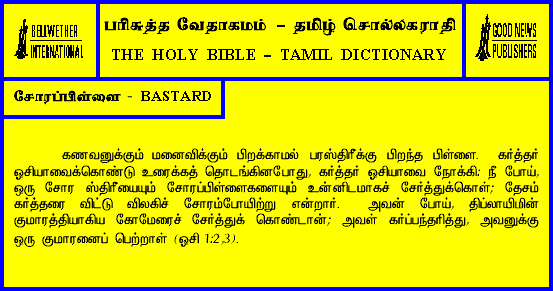 BELLWETHER
INTERNATIONAL
பரிசுத்த வேதாகமம் – தமிழ் சொல்லகராதி
THE HOLY BIBLE – TAMIL DICTIONARY
GOOD NEWS
PUBLISHERS
சோரப்பிள்ளை - BASTARD
கணவனுக்கும் மனைவிக்கும் பிறக்காமல் பரஸ்திரீக்கு பிறந்த பிள்ளை. கர்த்தர்
ஓசியாவைக்கொண்டு உரைக்கத் தொடங்கினபோது, கர்த்தர் ஓசியாவை நோக்கி: நீ போய்,
ஒரு சோர ஸ்திரீயையும் சோரப்பிள்ளைகளையும் உன்னிடமாகச் சேர்த்துக்கொள்; தேசம்
கர்த்தரை விட்டு விலகிச் சோரம்போயிற்று என்றார். அவன் போய், திப்லாயிமின்
குமாரத்தியாகிய கோமேரைச் சேர்த்துக் கொண்டான்; அவள் கர்ப்பந்தரித்து, அவனுக்கு
ஒரு குமாரனைப் பெற்றாள் (ஓசி 1:2,3).